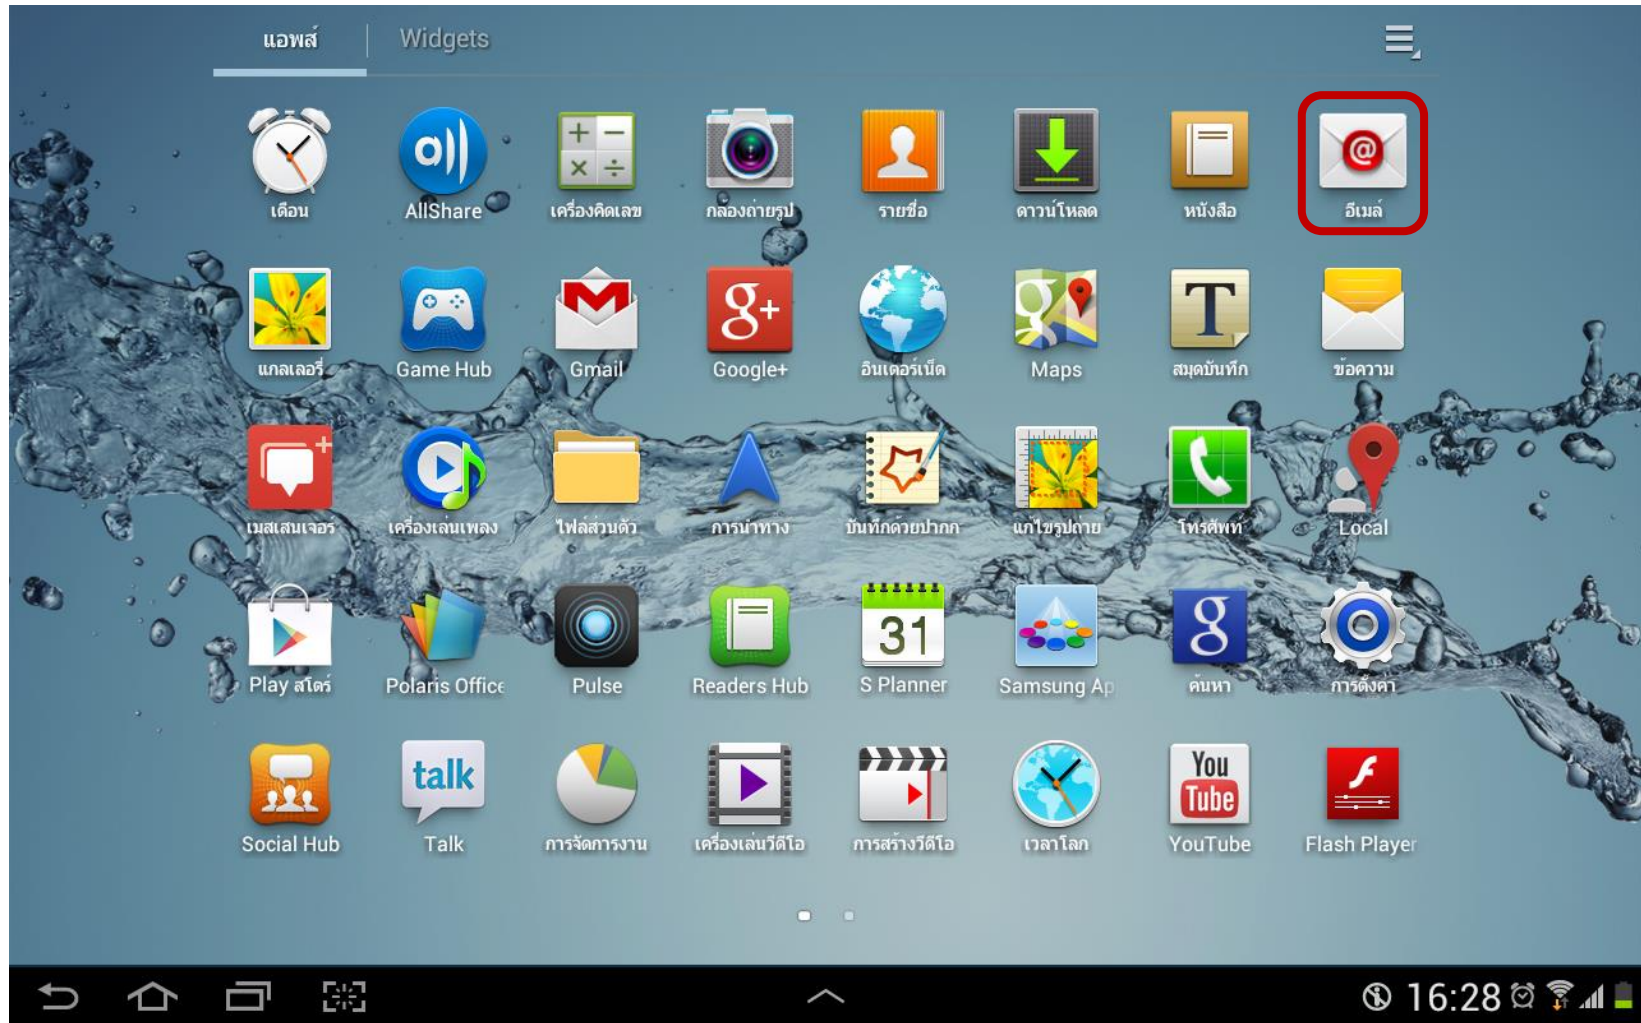 แอพส์ Widgets
เตือน AllShare เครื่องคิดเลข กล้องถ่ายรูป รายชื่อ ดาวน์โหลด หนังสือ อีเมล์
แกลเลอรี่ Game Hub Gmail Google+ อินเตอร์เน็ต Maps สมุดบันทึก ข้อความ
เมสเสนเจอร์ เครื่องเล่นเพลง ไฟล์ส่วนตัว การนำทาง บันทึกด้วยปากก แก้ไขรูปถ่าย โทรศัพท์ Local
31
Play สโตร์ Polaris Office Pulse Readers Hub S Planner Samsung Ap ค้นหา การตั้งค่า
talk You Tube
Social Hub Talk การจัดการงาน เครื่องเล่นวีดีโอ การสร้างวีดีโอ เวลาโลก YouTube Flash Player
16:28